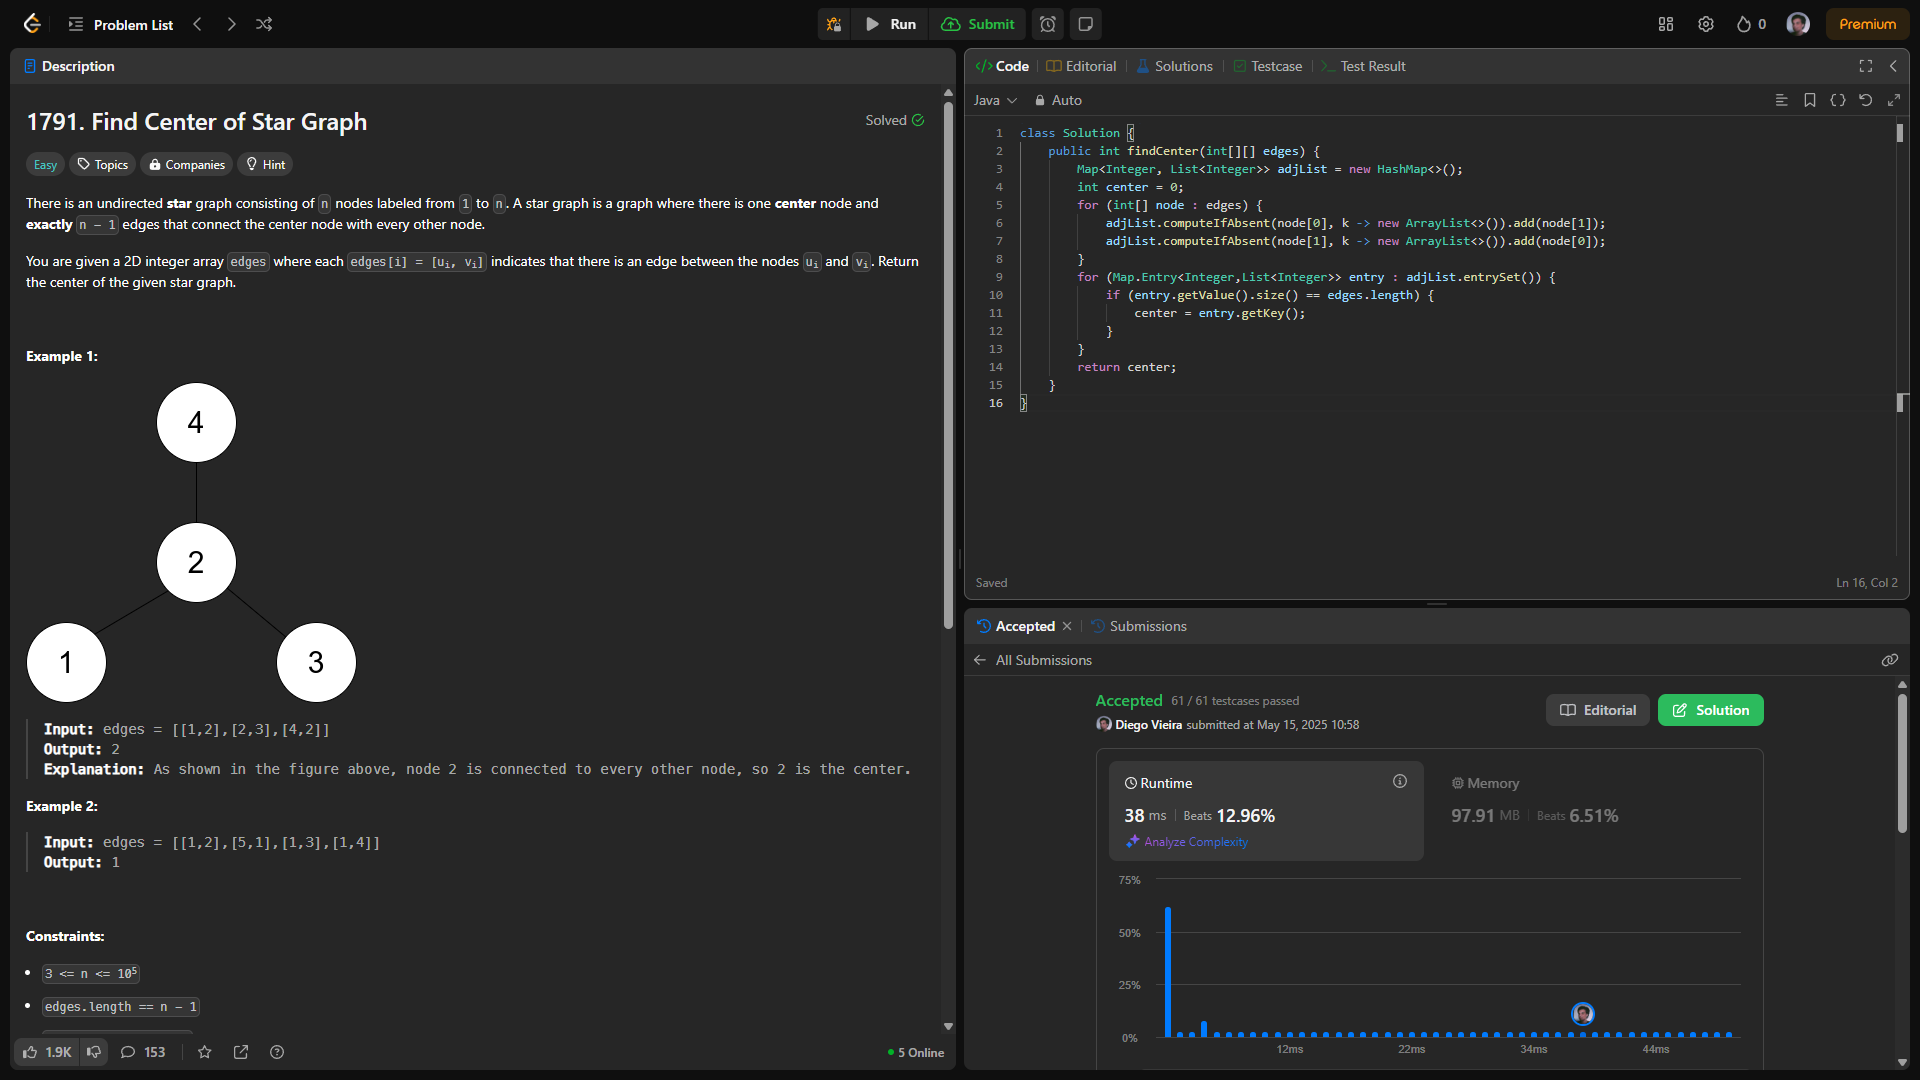 Problem List
Run
Submit
0
Premium
Description
1791. Find Center of Star Graph
Solved
Easy
Topics
Companies
Hint
There is an undirected star graph consisting of n nodes labeled from 1 to n. A star graph is a graph where there is one center node and
exactly n - 1 edges that connect the center node with every other node.
You are given a 2D integer array edges where each edges[i] = [ui, vi] indicates that there is an edge between the nodes ui and vi. Return
the center of the given star graph.
Example 1:
4
2
1
3
Input: edges = [[1,2],[2,3],[4,2]]
Output: 2
Explanation: As shown in the figure above, node 2 is connected to every other node, so 2 is the center.
Example 2:
Input: edges = [[1,2],[5,1],[1,3],[1,4]]
Output: 1
Constraints:
3 <= n <= 10⁵
edges.length == n - 1
1.9K
153
5 Online
</> Code
Editorial
Solutions
Testcase
Test Result
Java
Auto
1 class Solution {
2 public int findCenter(int[][] edges) {
3 Map<Integer, List<Integer>> adjList = new HashMap<>();
4 int center = 0;
5 for (int[] node : edges) {
6 adjList.computeIfAbsent(node[0], k -> new ArrayList<>()).add(node[1]);
7 adjList.computeIfAbsent(node[1], k -> new ArrayList<>()).add(node[0]);
8 }
9 for (Map.Entry<Integer,List<Integer>> entry : adjList.entrySet()) {
10 if (entry.getValue().size() == edges.length) {
11 center = entry.getKey();
12 }
13 }
14 return center;
15 }
16 }
Saved
Ln 16, Col 2
Accepted
Submissions
All Submissions
Accepted 61 / 61 testcases passed
Diego Vieira submitted at May 15, 2025 10:58
Editorial
Solution
Runtime
38 ms Beats 12.96%
Analyze Complexity
Memory
97.91 MB Beats 6.51%
75%
50%
25%
0%
12ms
22ms
34ms
44ms